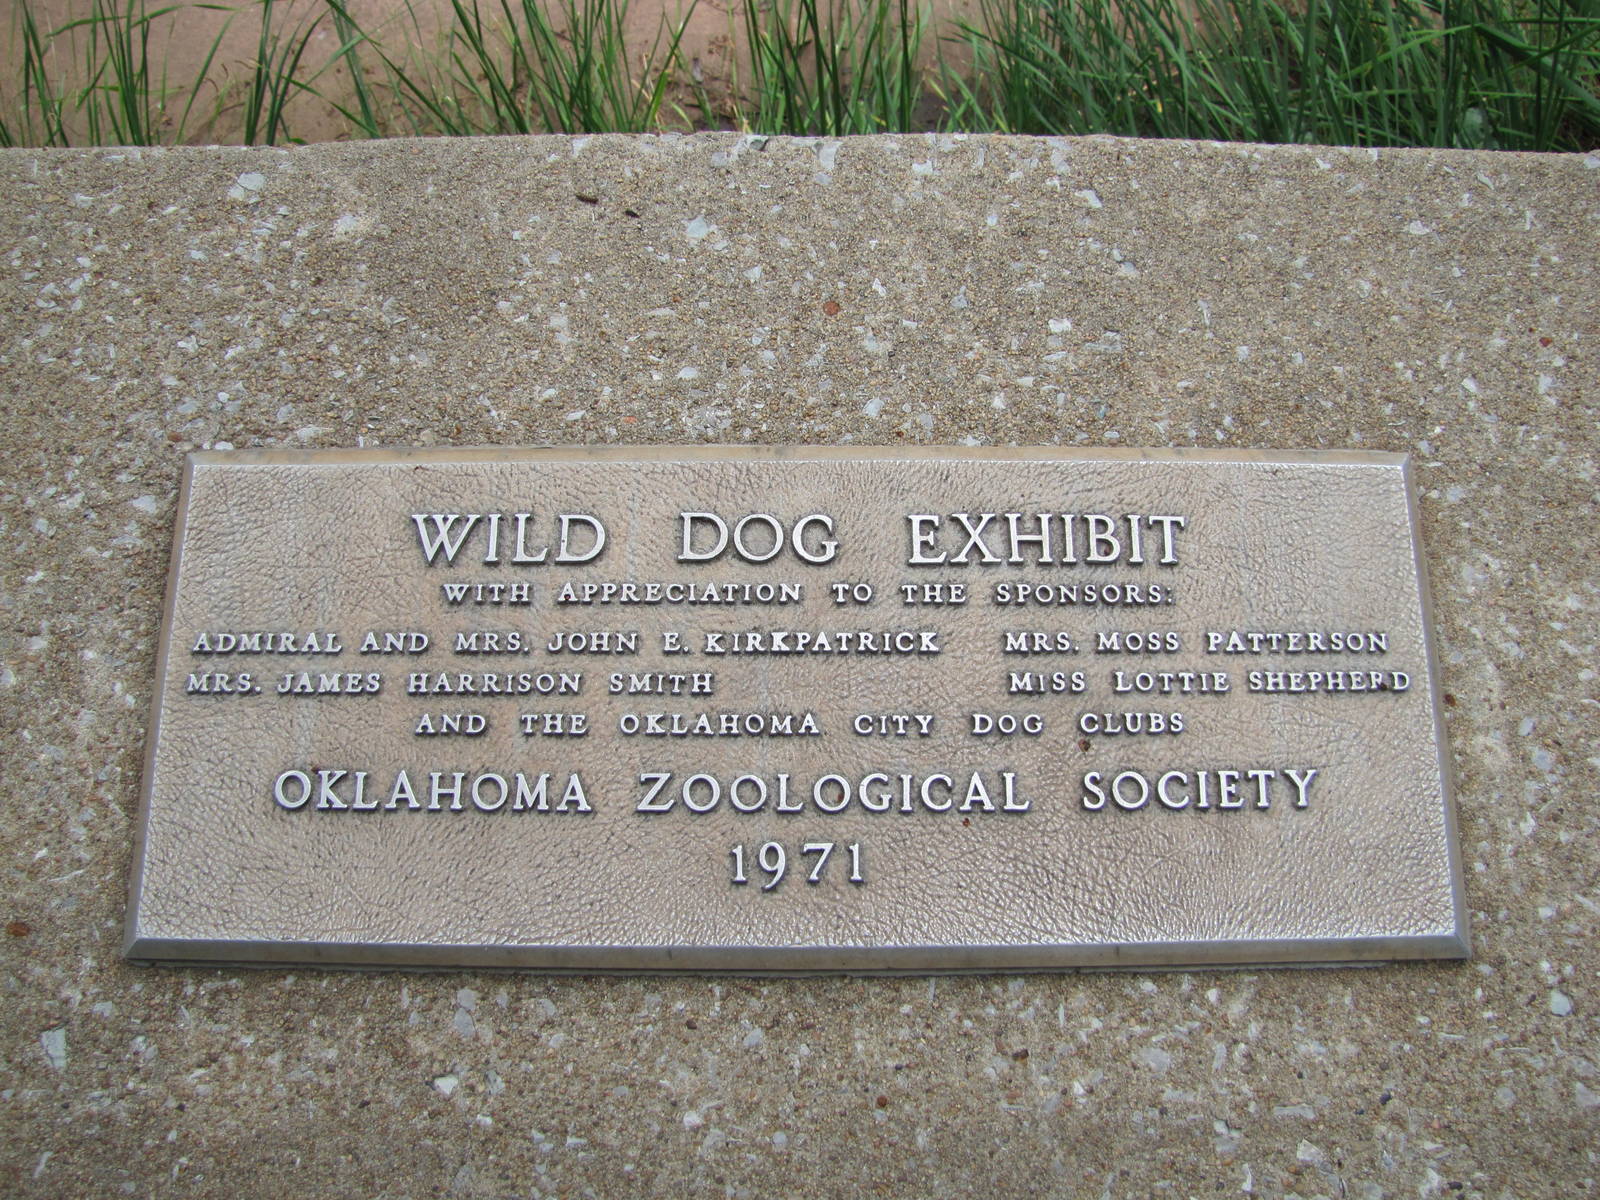 WILD DOG EXHIBIT
WITH APPRECIATION TO THE SPONSORS:
ADMIRAL AND MRS. JOHN E. KIRKPATRICK MRS. MOSS PATTERSON
MRS. JAMES HARRISON SMITH MISS LOTTIE SHEPHERD
AND THE OKLAHOMA CITY DOG CLUBS
OKLAHOMA ZOOLOGICAL SOCIETY
1971